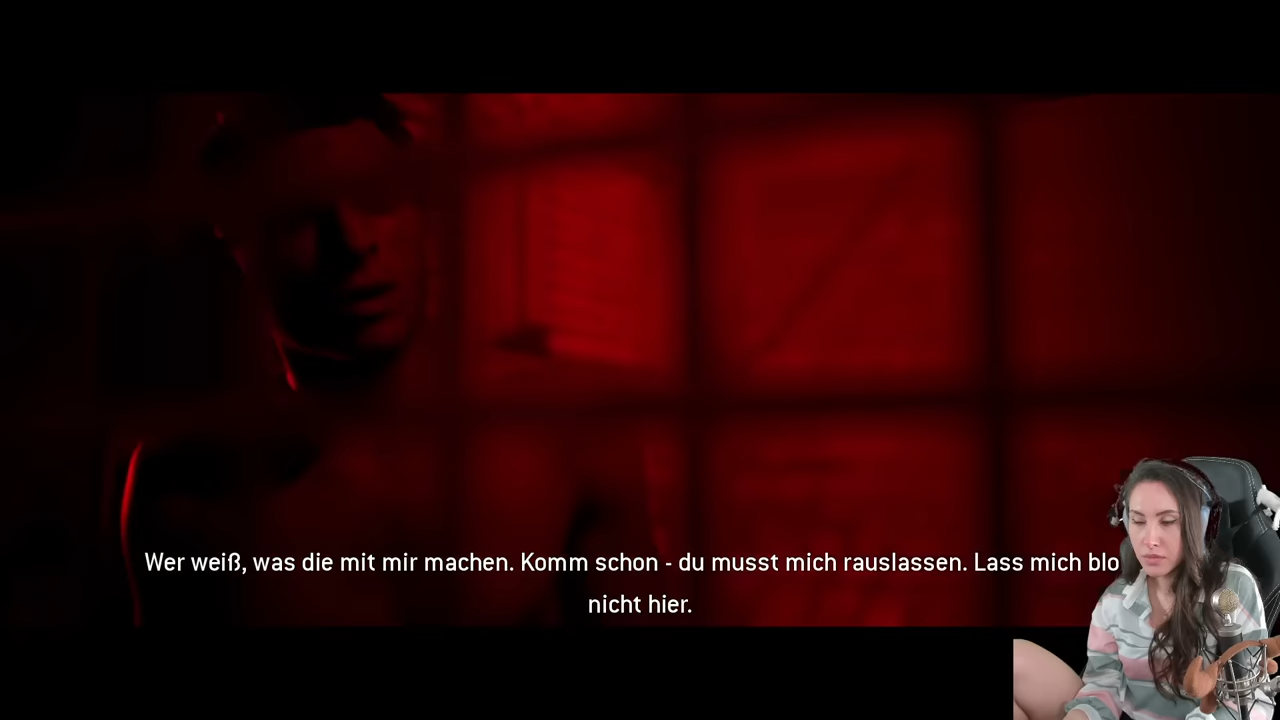 Wer weiß, was die mit mir machen. Komm schon - du musst mich rauslassen. Lass mich blo
nicht hier.